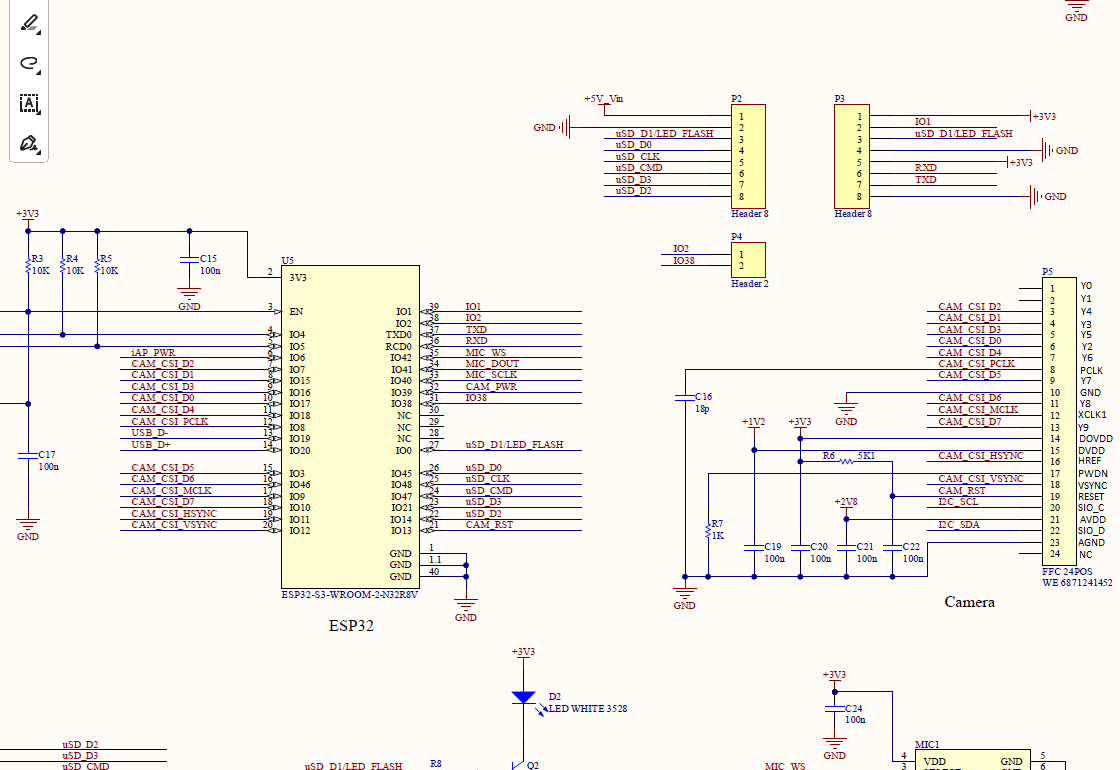 GND
+5V_Vin
P2
P3
1
GND
2
uSD_D1/LED_FLASH
3
uSD_D0
4
uSD_CLK
5
uSD_CMD
6
uSD_D3
7
uSD_D2
8
Header 8
1
+3V3
IO1
2
uSD_D1/LED_FLASH
3
4
GND
5
+3V3
RXD
6
TXD
7
8
GND
Header 8
P4
IO2
1
IO38
2
Header 2
+3V3
R3
10K
R4
10K
R5
10K
C15
100n
GND
C17
100n
GND
U5
2
3V3
3
EN
4
IO4
5
IO5
iAP_PWR
6
IO6
CAM_CSI_D2
7
IO7
CAM_CSI_D1
8
IO15
CAM_CSI_D3
9
IO16
CAM_CSI_D0
10
IO17
CAM_CSI_D4
11
IO18
CAM_CSI_PCLK
12
IO8
USB_D-
13
IO19
USB_D+
14
IO20
CAM_CSI_D5
15
IO3
CAM_CSI_D6
16
IO46
CAM_CSI_MCLK
17
IO9
CAM_CSI_D7
18
IO10
CAM_CSI_HSYNC
19
IO11
CAM_CSI_VSYNC
20
IO12
IO1
39
IO1
IO2
38
IO2
TXD0
37
TXD
RCD0
36
RXD
IO42
35
MIC_WS
IO41
34
MIC_DOUT
IO40
33
MIC_SCLK
IO39
32
CAM_PWR
IO38
31
IO38
NC
30
NC
29
NC
28
IO0
27
uSD_D1/LED_FLASH
IO45
26
uSD_D0
IO48
25
uSD_CLK
IO47
24
uSD_CMD
IO21
23
uSD_D3
IO14
22
uSD_D2
IO13
21
CAM_RST
GND
1
GND
1.1
GND
40
GND
ESP32-S3-WROOM-2-N32R8V
ESP32
P5
1
Y0
2
Y1
CAM_CSI_D2
3
Y4
CAM_CSI_D1
4
Y3
CAM_CSI_D3
5
Y5
CAM_CSI_D0
6
Y2
CAM_CSI_D4
7
Y6
CAM_CSI_PCLK
8
PCLK
CAM_CSI_D5
9
Y7
10
GND
CAM_CSI_D6
11
Y8
CAM_CSI_MCLK
12
XCLK1
CAM_CSI_D7
13
Y9
14
DOVDD
15
DVDD
CAM_CSI_HSYNC
16
HREF
17
PWDN
CAM_CSI_VSYNC
18
VSYNC
CAM_RST
19
RESET
I2C_SCL
20
SIO_C
21
AVDD
I2C_SDA
22
SIO_D
23
AGND
24
NC
FFC 24POS
WE 6871241452
C16
18p
GND
+1V2
+3V3
R6
5K1
+2V8
R7
1K
C19
100n
C20
100n
C21
100n
C22
100n
GND
Camera
+3V3
D2
LED WHITE 3528
uSD_D2
uSD_D3
uSD_CMD
uSD_D1/LED_FLASH
R8
Q2
+3V3
C24
100n
GND
MIC_WS
MIC1
4
VDD
GND
5
3
6